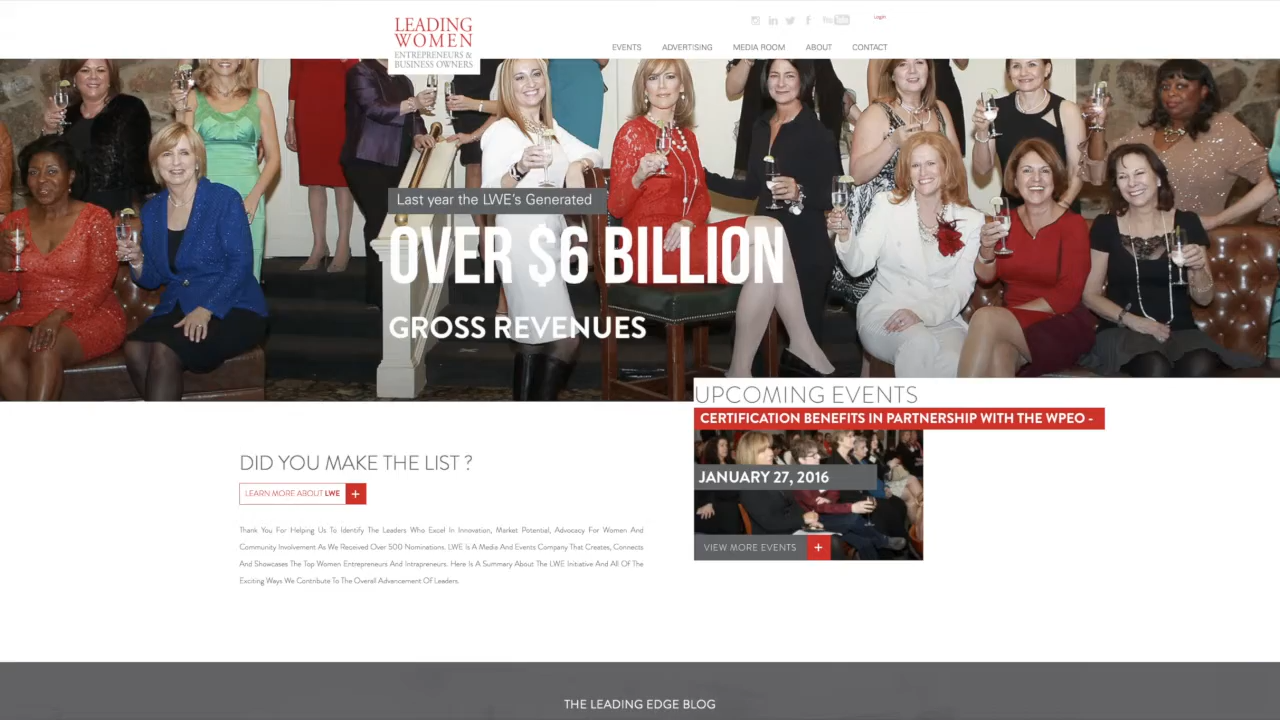 LEADING
WOMEN
ENTREPRENEURS &
BUSINESS OWNERS
You Tube
Login
EVENTS ADVERTISING MEDIA ROOM ABOUT CONTACT
Last year the LWE's Generated
OVER $6 BILLION
GROSS REVENUES
UPCOMING EVENTS
CERTIFICATION BENEFITS IN PARTNERSHIP WITH THE WPEO -
JANUARY 27, 2016
VIEW MORE EVENTS +
DID YOU MAKE THE LIST ?
LEARN MORE ABOUT LWE +
Thank You For Helping Us To Identify The Leaders Who Excel In Innovation, Market Potential, Advocacy For Women And
Community Involvement As We Received Over 500 Nominations. LWE Is A Media And Events Company That Creates, Connects
And Showcases The Top Women Entrepreneurs And Intrapreneurs. Here Is A Summary About The LWE Initiative And All Of The
Exciting Ways We Contribute To The Overall Advancement Of Leaders.
THE LEADING EDGE BLOG